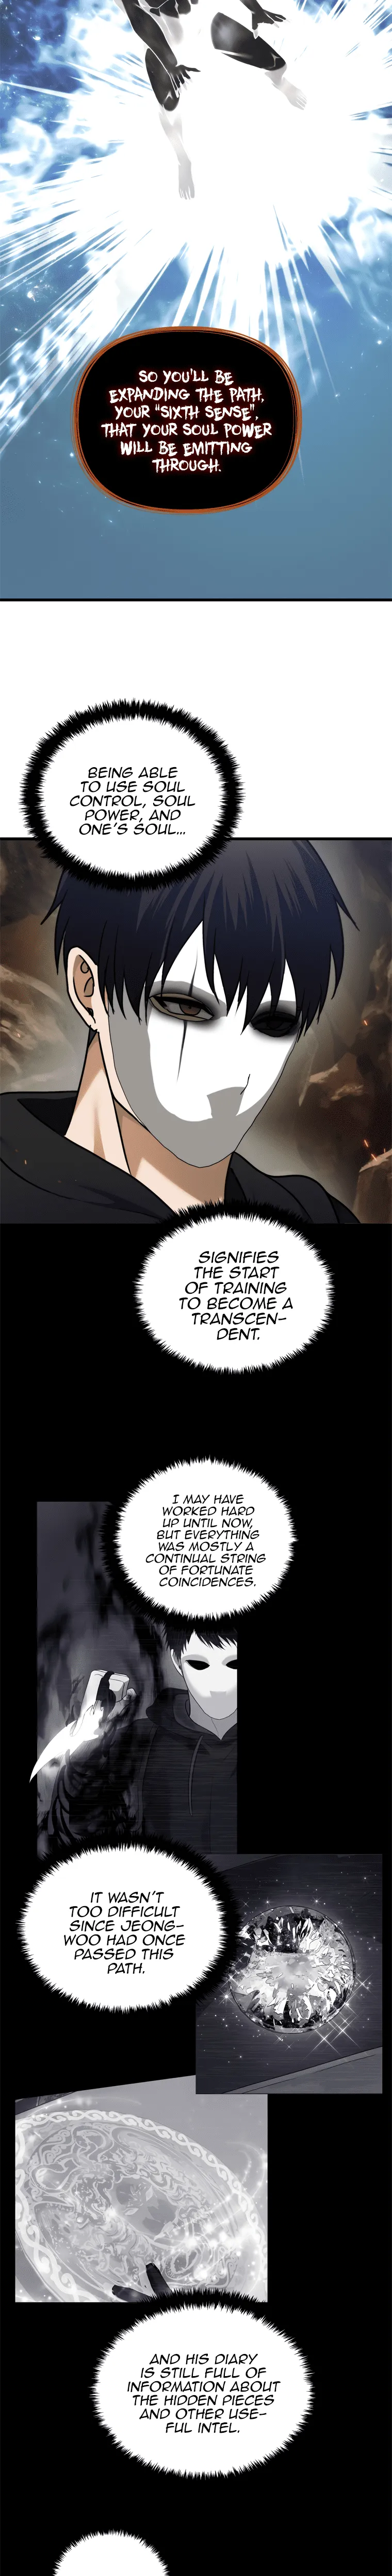 SO YOU'LL BE
EXPANDING THE PATH,
YOUR "SIXTH SENSE",
THAT YOUR SOUL POWER
WILL BE EMITTING
THROUGH.
BEING ABLE
TO USE SOUL
CONTROL, SOUL
POWER, AND
ONE'S SOUL...
SIGNIFIES
THE START
OF TRAINING
TO BECOME A
TRANSCEN-
DENT.
I MAY HAVE
WORKED HARD
UP UNTIL NOW,
BUT EVERYTHING
WAS MOSTLY A
CONTINUAL STRING
OF FORTUNATE
COINCIDENCES.
IT WASN'T
TOO DIFFICULT
SINCE JEONG-
WOO HAD ONCE
PASSED THIS
PATH.
AND HIS DIARY
IS STILL FULL OF
INFORMATION ABOUT
THE HIDDEN PIECES
AND OTHER USE-
FUL INTEL.